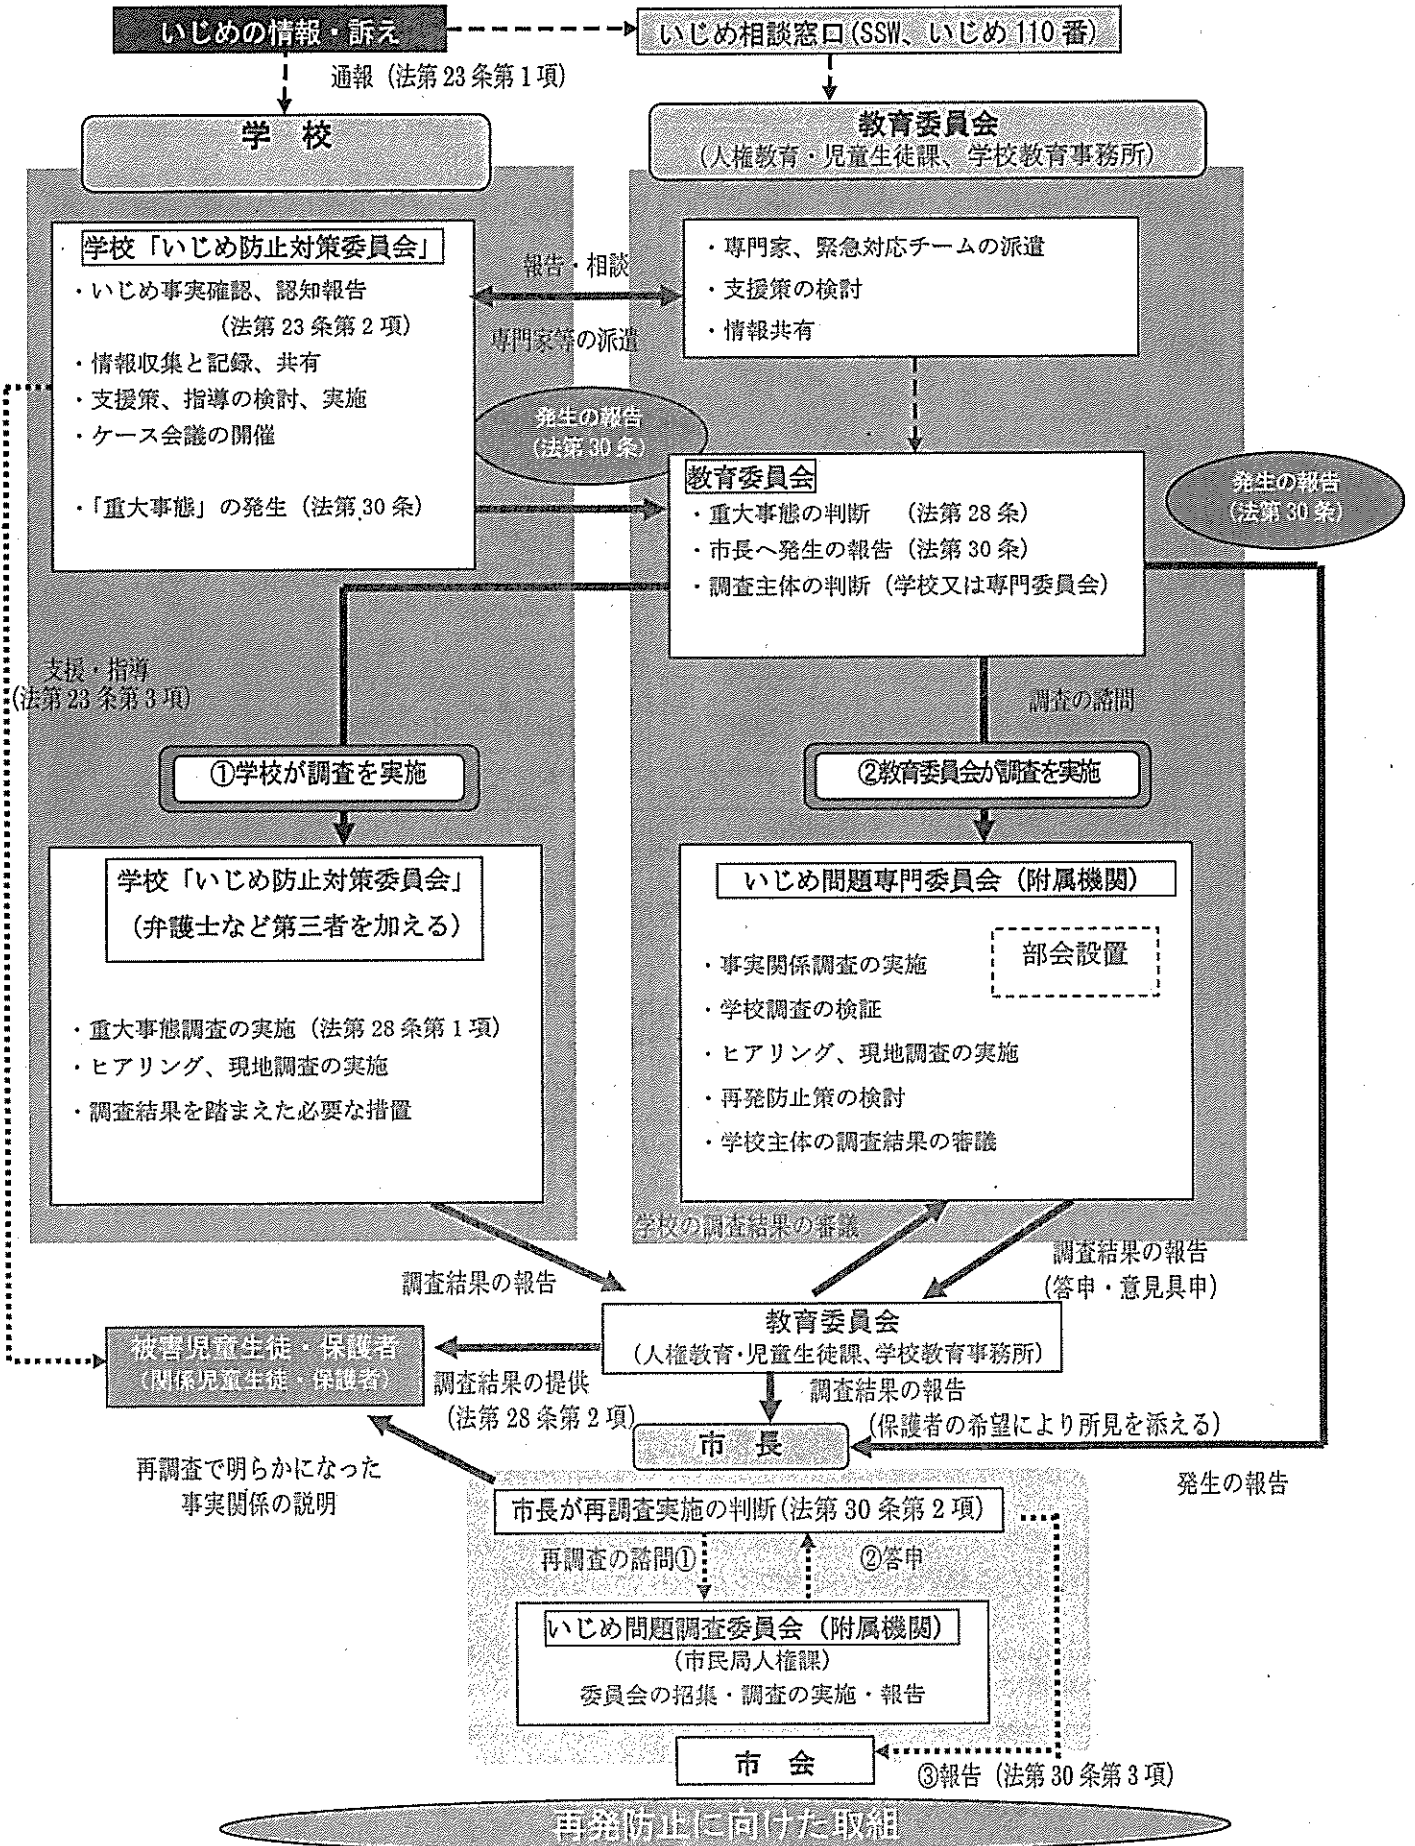 いじめの情報・訴え
いじめ相談窓口(SSW、いじめ110番)
通報（法第23条第1項）
学　校
教育委員会
（人権教育・児童生徒課、学校教育事務所）
学校「いじめ防止対策委員会」
・いじめ事実確認、認知報告
（法第23条第2項）
・情報収集と記録、共有
・支援策、指導の検討、実施
・ケース会議の開催
・「重大事態」の発生（法第30条）
報告・相談
専門家等の派遣
・専門家、緊急対応チームの派遣
・支援策の検討
・情報共有
発生の報告
（法第30条）
教育委員会
・重大事態の判断　（法第28条）
・市長へ発生の報告（法第30条）
・調査主体の判断（学校又は専門委員会）
発生の報告
（法第30条）
支援・指導
（法第23条第3項）
調査の諮問
①学校が調査を実施
②教育委員会が調査を実施
学校「いじめ防止対策委員会」
（弁護士など第三者を加える）
・重大事態調査の実施（法第28条第1項）
・ヒアリング、現地調査の実施
・調査結果を踏まえた必要な措置
いじめ問題専門委員会（附属機関）
部会設置
・事実関係調査の実施
・学校調査の検証
・ヒアリング、現地調査の実施
・再発防止策の検討
・学校主体の調査結果の審議
学校の調査結果の審議
調査結果の報告
調査結果の報告
（答申・意見具申）
教育委員会
（人権教育・児童生徒課、学校教育事務所）
被害児童生徒・保護者
（関係児童生徒・保護者）
調査結果の提供
（法第28条第2項）
調査結果の報告
（保護者の希望により所見を添える）
市　長
発生の報告
再調査で明らかになった
事実関係の説明
市長が再調査実施の判断（法第30条第2項）
再調査の諮問①
②答申
いじめ問題調査委員会（附属機関）
（市民局人権課）
委員会の招集・調査の実施・報告
市　会
③報告（法第30条第3項）
再発防止に向けた取組